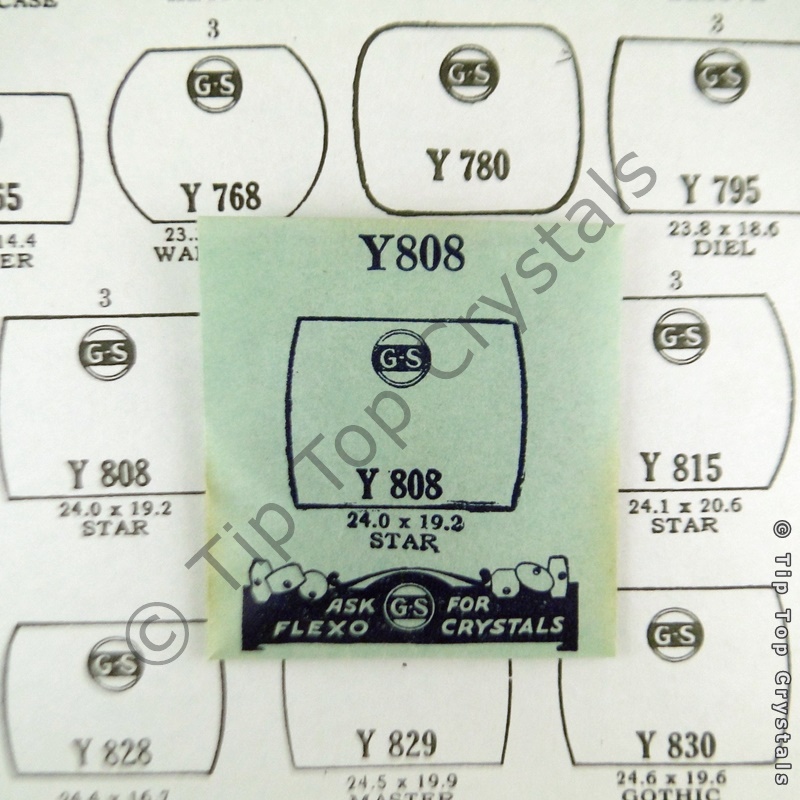 CASE
3
G·S
Y 768
G·S
Y 780
3
G·S
Y 795
23.8 x 18.6
DIEL
14.4
3
G·S
Y 808
24.0 x 19.2
STAR
Y808
G·S
Y 808
24.0 x 19.2
STAR
ASK G·S FOR
FLEXO CRYSTALS
3
G·S
Y 815
24.1 x 20.6
STAR
G·S
Y 828
Y 829
24.5 x 19.9
MASTER
G·S
Y 830
24.6 x 19.6
GOTHIC
© Tip Top Crystals
© Tip Top Crystals